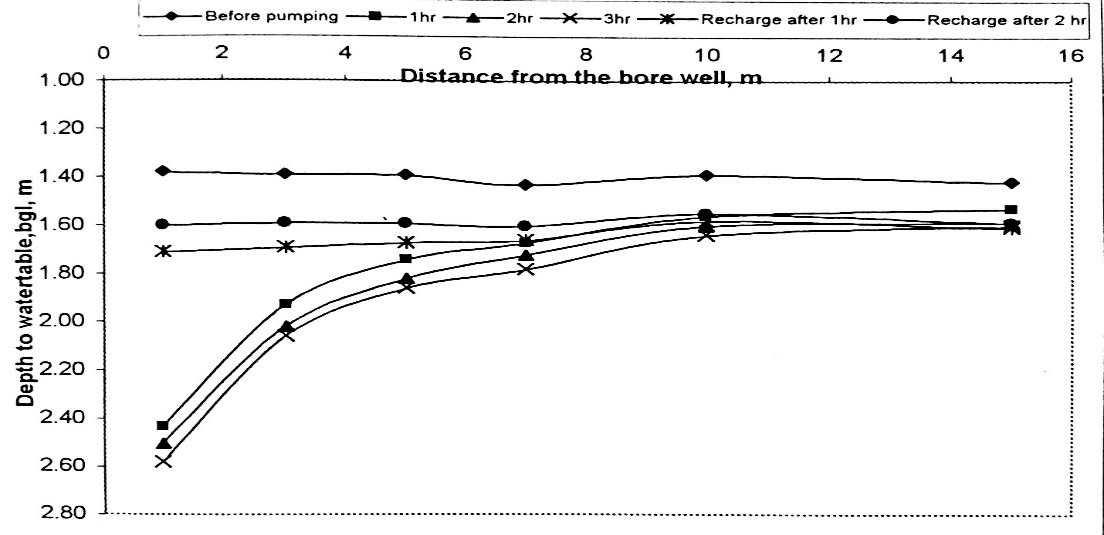 Before pumping 1hr 2hr 3hr Recharge after 1hr Recharge after 2 hr
0 2 4 6 8 10 12 14 16
Distance from the bore well, m
Depth to watertable,bgl, m
1.00
1.20
1.40
1.60
1.80
2.00
2.20
2.40
2.60
2.80